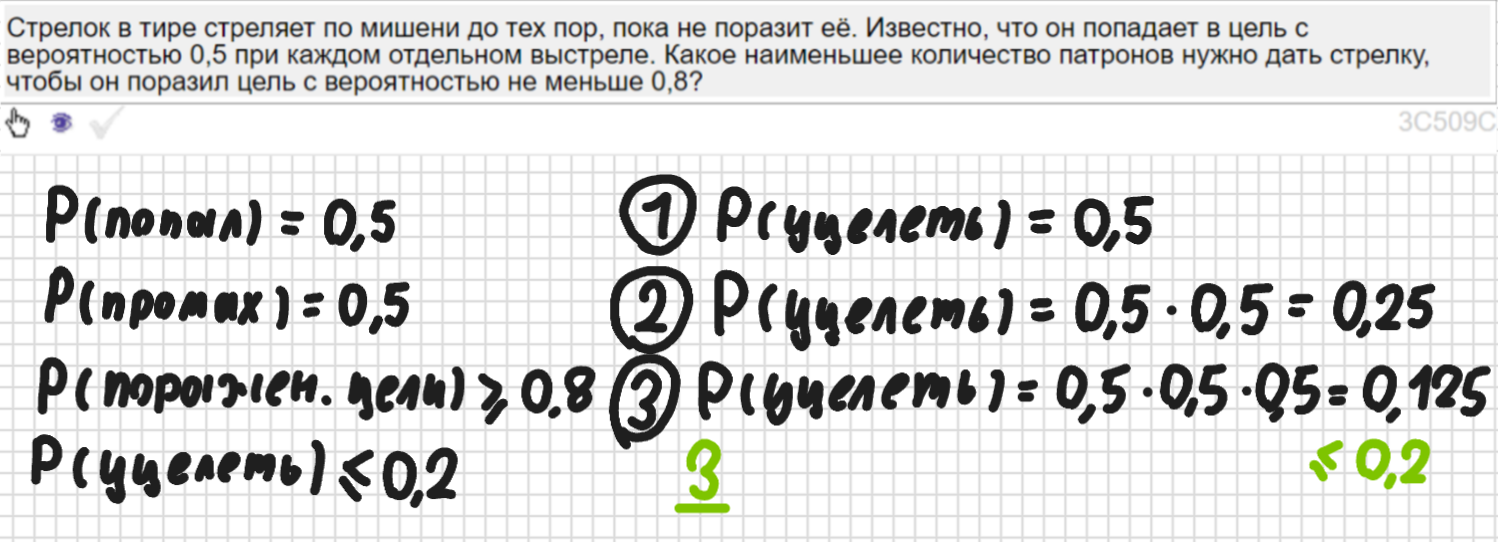 Стрелок в тире стреляет по мишени до тех пор, пока не поразит её. Известно, что он попадает в цель с
вероятностью 0,5 при каждом отдельном выстреле. Какое наименьшее количество патронов нужно дать стрелку,
чтобы он поразил цель с вероятностью не меньше 0,8?
3C509C
P(попал) = 0,5
P(промах) = 0,5
P(поражен. цели) ⩾ 0,8
P(уцелеть) ≤ 0,2
1 P(уцелеть) = 0,5
2 P(уцелеть) = 0,5 · 0,5 = 0,25
3 P(уцелеть) = 0,5 · 0,5 · 0,5 = 0,125
≤ 0,2
3